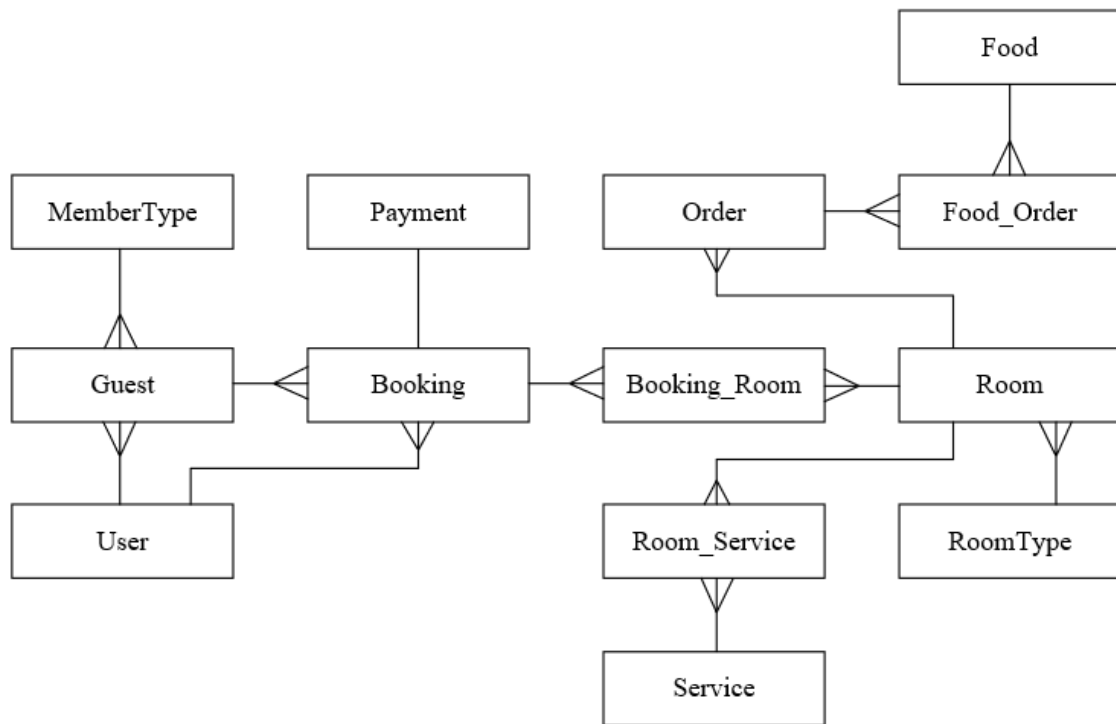 Food
MemberType
Payment
Order
Food_Order
Guest
Booking
Booking_Room
Room
User
Room_Service
RoomType
Service